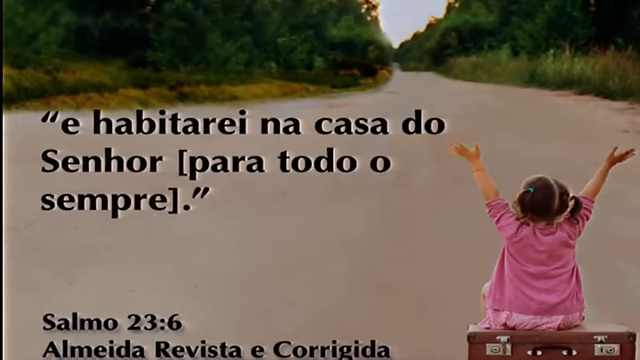 “e habitarei na casa do
Senhor [para todo o
sempre].”
Salmo 23:6
Almeida Revista e Corrigida